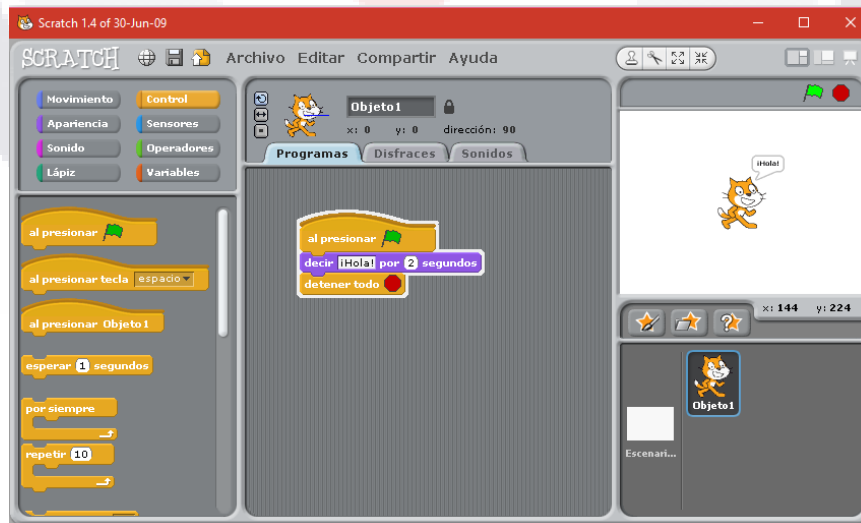 Scratch 1.4 of 30-Jun-09
SCRATCH Archivo Editar Compartir Ayuda
Movimiento Control
Apariencia Sensores
Sonido Operadores
Lápiz Variables
al presionar
al presionar tecla espacio
al presionar Objeto1
esperar 1 segundos
por siempre
repetir 10
Objeto1
x: 0 y: 0 dirección: 90
Programas Disfraces Sonidos
al presionar
decir ¡Hola! por 2 segundos
detener todo
¡Hola!
x: 144 y: 224
Objeto1
Escenari...